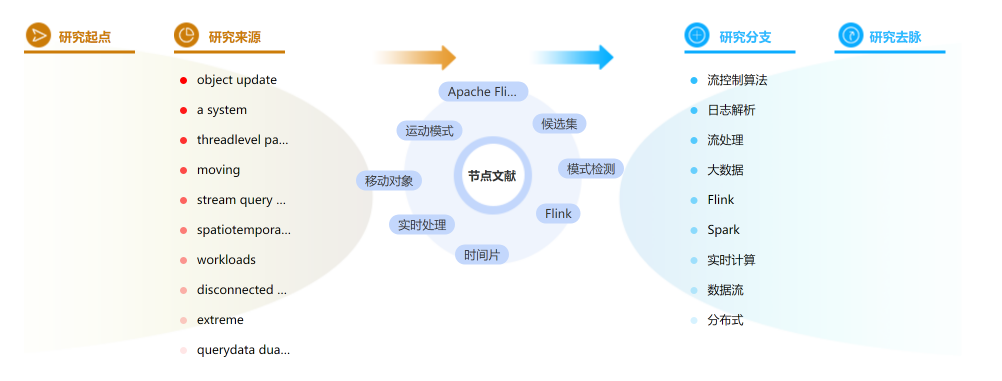 研究起点
研究来源
object update
a system
threadlevel pa...
moving
stream query ...
spatiotempora...
workloads
disconnected ...
extreme
querydata dua...
Apache Fli...
运动模式
候选集
移动对象
节点文献
模式检测
实时处理
Flink
时间片
研究分支
研究去脉
流控制算法
日志解析
流处理
大数据
Flink
Spark
实时计算
数据流
分布式